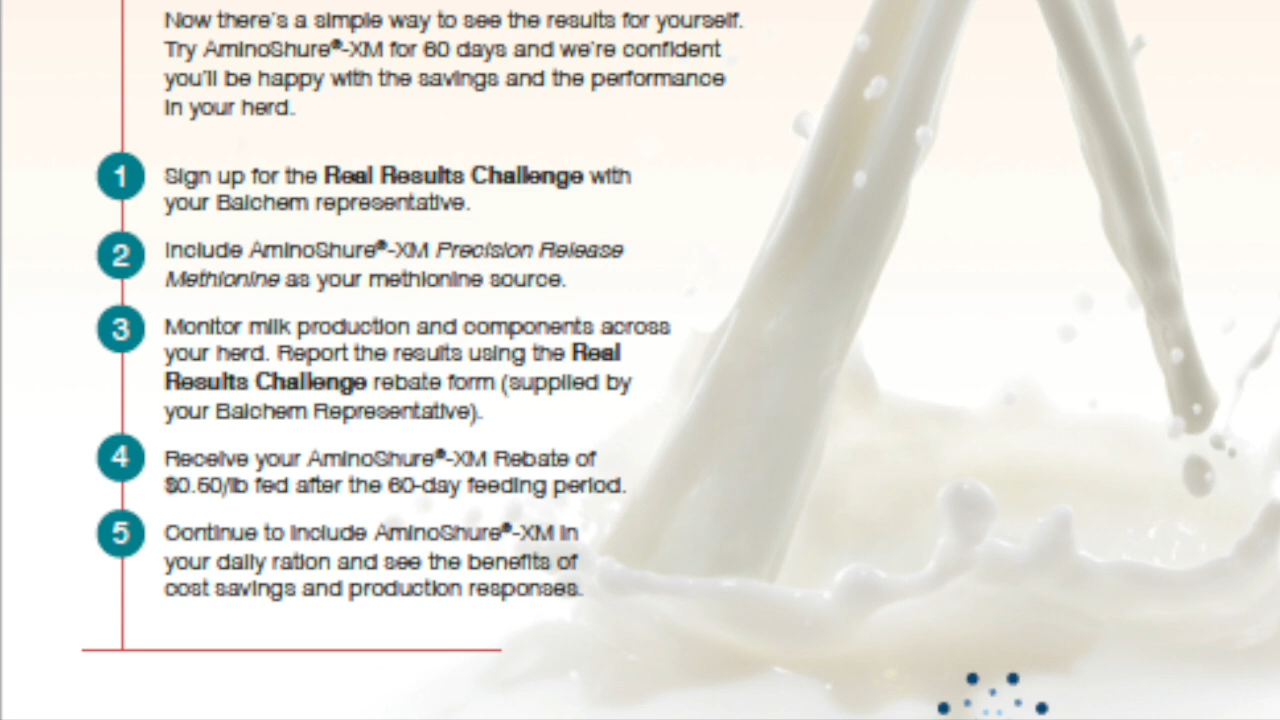 Now there's a simple way to see the results for yourself.
Try AminoShure®-XM for 60 days and we're confident
you'll be happy with the savings and the performance
in your herd.
1 Sign up for the Real Results Challenge with
your Balchem representative.
2 Include AminoShure®-XM Precision Release
Methionine as your methionine source.
3 Monitor milk production and components across
your herd. Report the results using the Real
Results Challenge rebate form (supplied by
your Balchem Representative).
4 Receive your AminoShure®-XM Rebate of
$0.50/lb fed after the 60-day feeding period.
5 Continue to include AminoShure®-XM in
your daily ration and see the benefits of
cost savings and production responses.